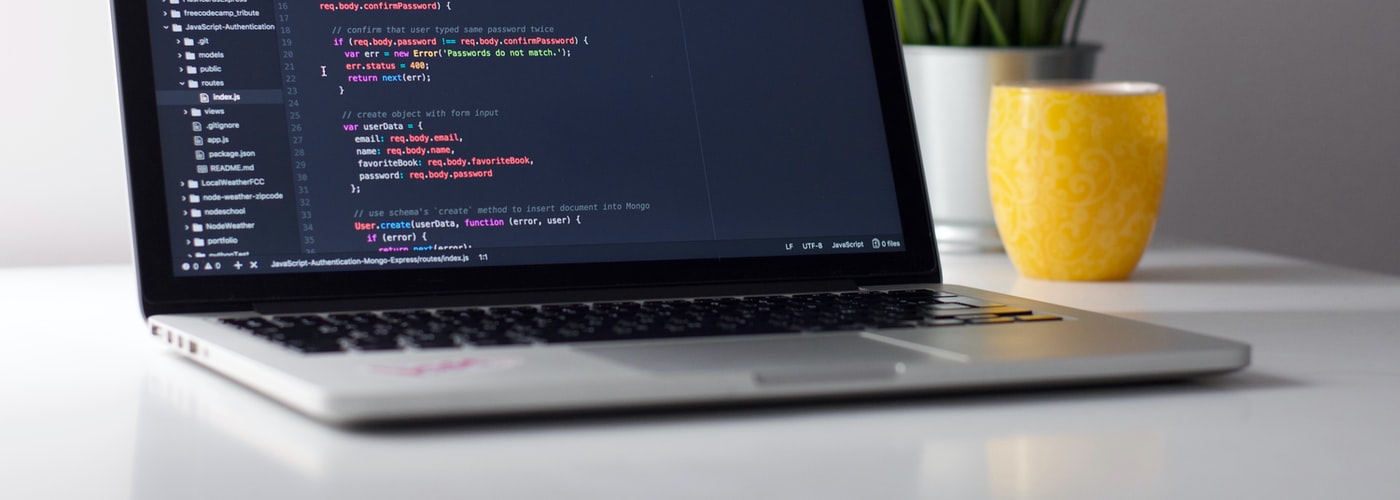 freecodecamp_tribute
JavaScript-Authentication
.git
models
public
routes
index.js
views
.gitignore
app.js
package.json
README.md
LocalWeatherFCC
node-weather-zipcode
nodeschool
NodeWeather
portfolio
pythonTest
16 req.body.confirmPassword) {
17
18 // confirm that user typed same password twice
19 if (req.body.password !== req.body.confirmPassword) {
20 var err = new Error('Passwords do not match.');
21 err.status = 400;
22 return next(err);
23 }
24
25 // create object with form input
26 var userData = {
27 email: req.body.email,
28 name: req.body.name,
29 favoriteBook: req.body.favoriteBook,
30 password: req.body.password
31 };
32
33 // use schema's `create` method to insert document into Mongo
34 User.create(userData, function (error, user) {
35 if (error) {
36 return next(error);
0 0 + × JavaScript-Authentication-Mongo-Express/routes/index.js 1:1 LF UTF-8 JavaScript 0 files